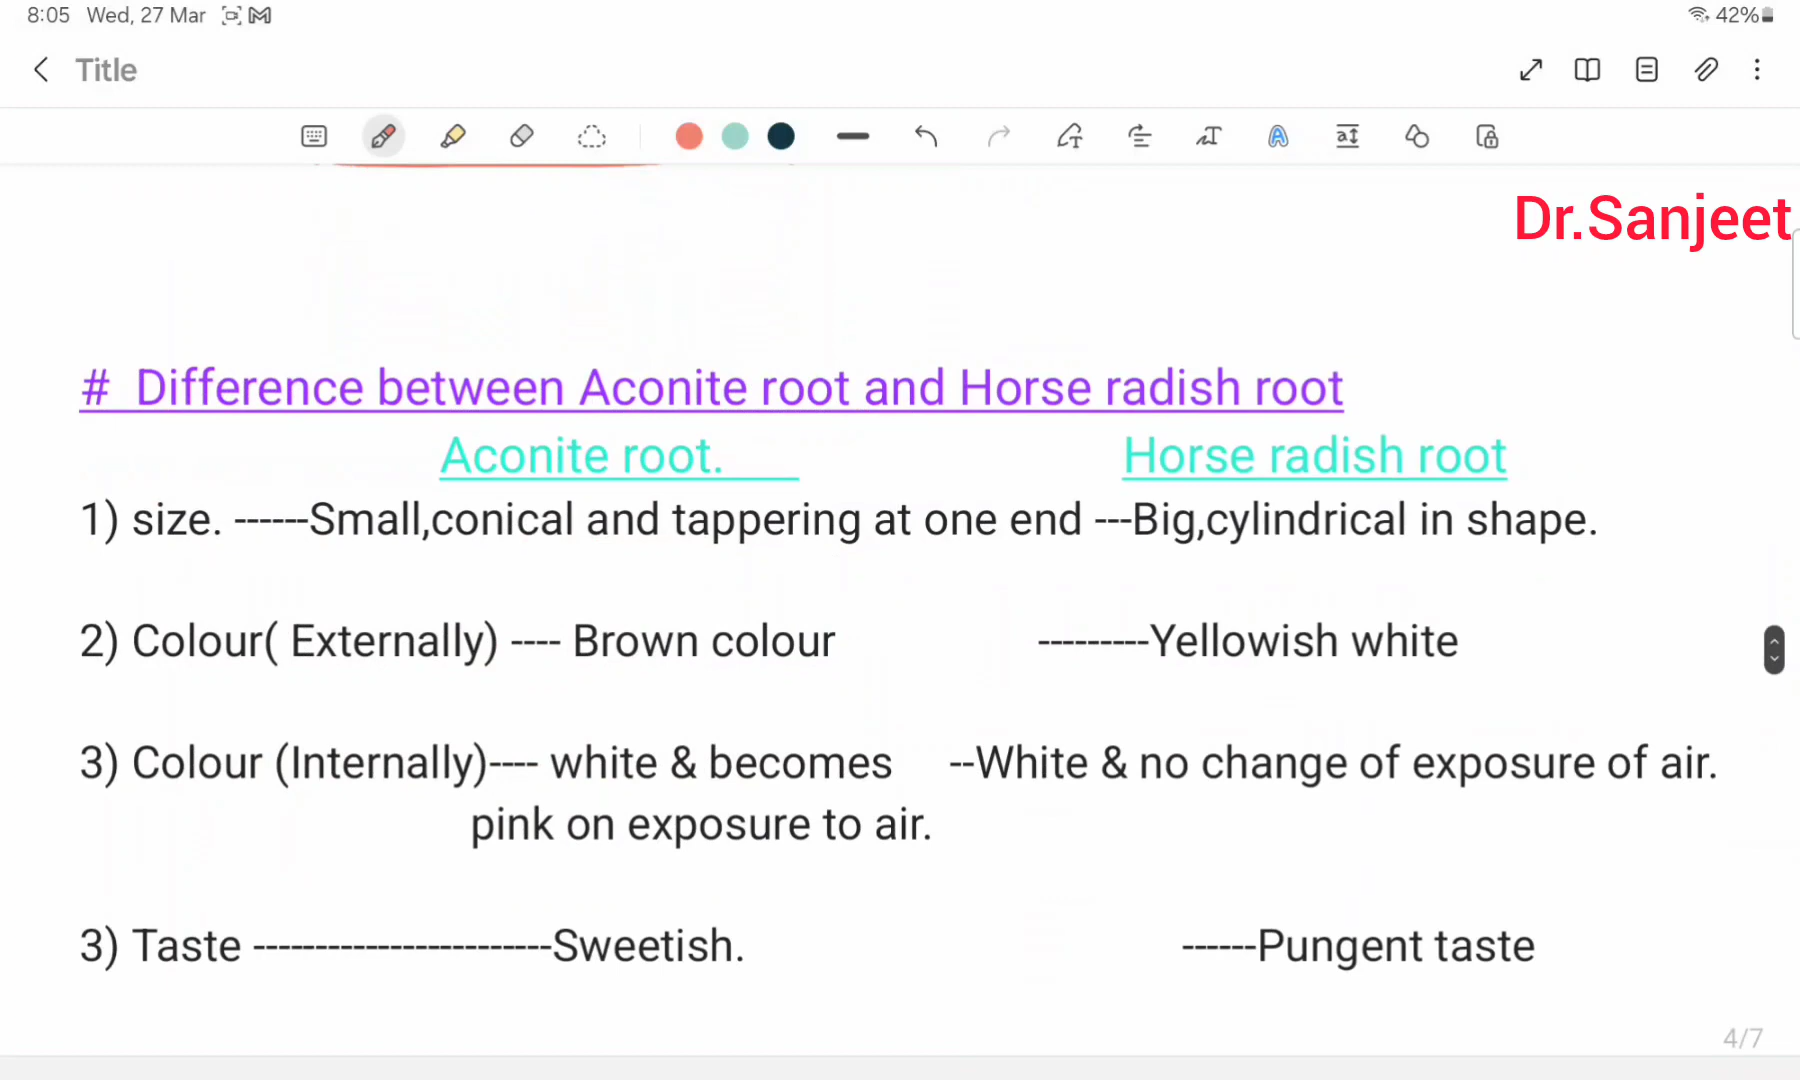 8:05 Wed, 27 Mar 42%
Title
Dr.Sanjeet
# Difference between Aconite root and Horse radish root
Aconite root. Horse radish root
1) size. ------Small,conical and tappering at one end ---Big,cylindrical in shape.
2) Colour( Externally) ---- Brown colour ---------Yellowish white
3) Colour (Internally)---- white & becomes --White & no change of exposure of air.
pink on exposure to air.
3) Taste ------------------------Sweetish. ------Pungent taste
4/7